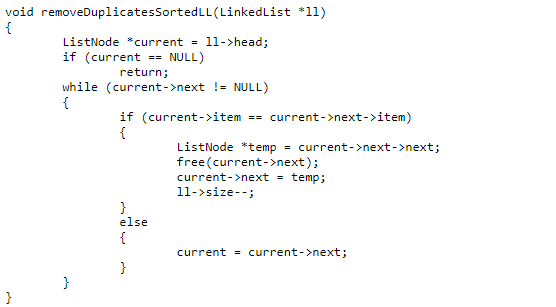 void removeDuplicatesSortedLL(LinkedList *ll)
{
        ListNode *current = ll->head;
        if (current == NULL)
                return;
        while (current->next != NULL)
        {
                if (current->item == current->next->item)
                {
                        ListNode *temp = current->next->next;
                        free(current->next);
                        current->next = temp;
                        ll->size--;
                }
                else
                {
                        current = current->next;
                }
        }
}